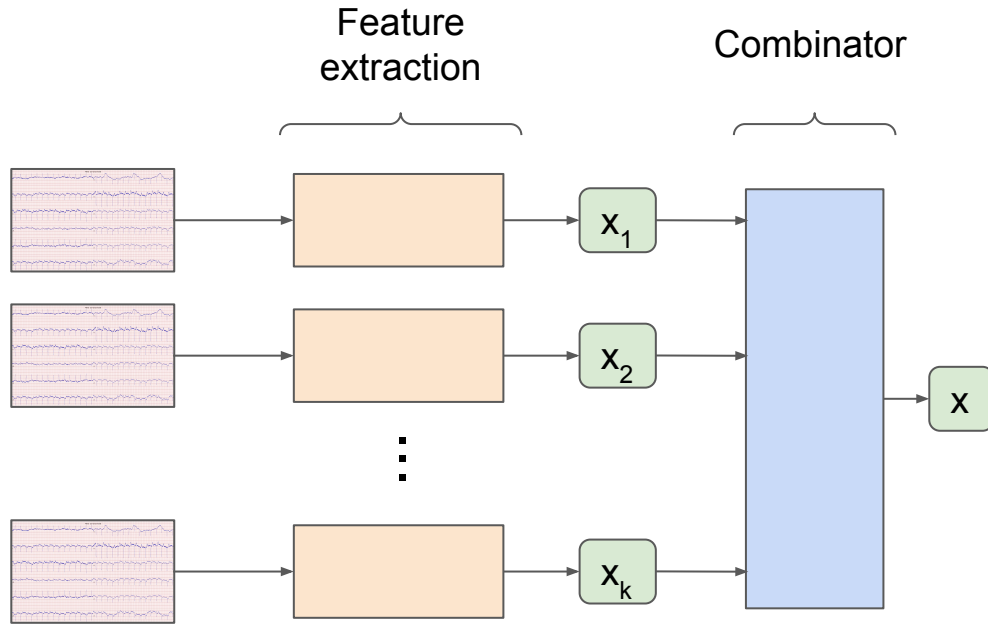 Feature
extraction
Combinator
x₁
x₂
x
xₖ